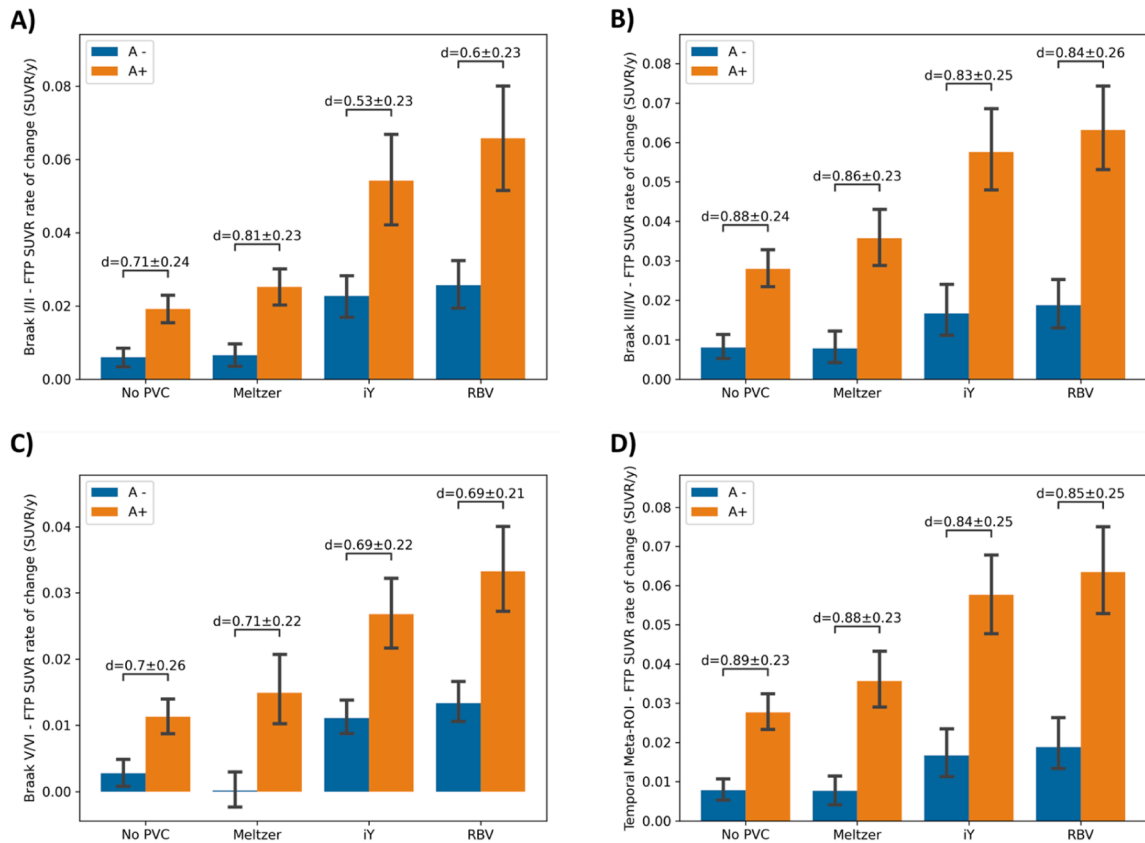 A)
A -
A+
Braak I/II - FTP SUVR rate of change (SUVR/y)
0.08
0.06
0.04
0.02
0.00
d=0.71±0.24
d=0.81±0.23
d=0.53±0.23
d=0.6±0.23
No PVC
Meltzer
iY
RBV
B)
A -
A+
Braak III/IV - FTP SUVR rate of change (SUVR/y)
0.08
0.07
0.06
0.05
0.04
0.03
0.02
0.01
0.00
d=0.88±0.24
d=0.86±0.23
d=0.83±0.25
d=0.84±0.26
No PVC
Meltzer
iY
RBV
C)
A -
A+
Braak V/VI - FTP SUVR rate of change (SUVR/y)
0.04
0.03
0.02
0.01
0.00
d=0.7±0.26
d=0.71±0.22
d=0.69±0.22
d=0.69±0.21
No PVC
Meltzer
iY
RBV
D)
A -
A+
Temporal Meta-ROI - FTP SUVR rate of change (SUVR/y)
0.08
0.07
0.06
0.05
0.04
0.03
0.02
0.01
0.00
d=0.89±0.23
d=0.88±0.23
d=0.84±0.25
d=0.85±0.25
No PVC
Meltzer
iY
RBV